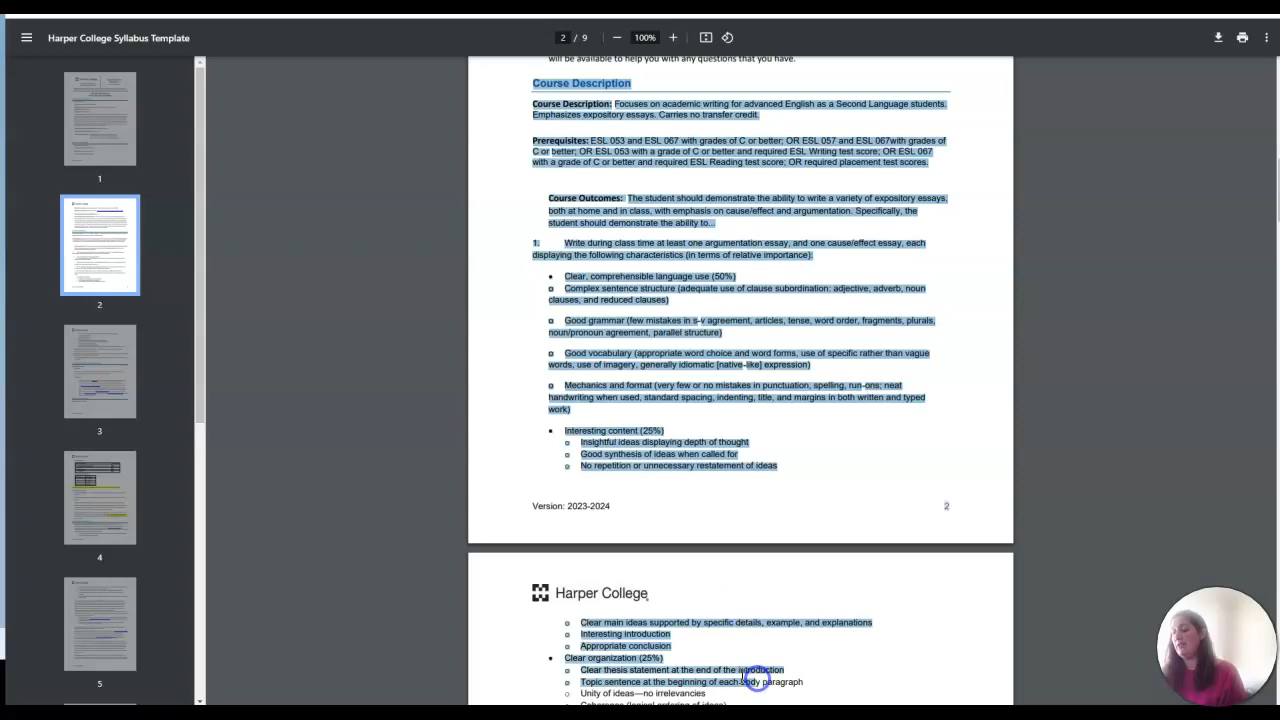 Harper College Syllabus Template
2 / 9
100%
1
2
3
4
5
will be available to help you with any questions that you have.
Course Description
Course Description: Focuses on academic writing for advanced English as a Second Language students.
Emphasizes expository essays. Carries no transfer credit.
Prerequisites: ESL 053 and ESL 067 with grades of C or better; OR ESL 057 and ESL 067with grades of
C or better; OR ESL 053 with a grade of C or better and required ESL Writing test score; OR ESL 067
with a grade of C or better and required ESL Reading test score; OR required placement test scores.
Course Outcomes: The student should demonstrate the ability to write a variety of expository essays,
both at home and in class, with emphasis on cause/effect and argumentation. Specifically, the
student should demonstrate the ability to...
1. Write during class time at least one argumentation essay, and one cause/effect essay, each
displaying the following characteristics (in terms of relative importance):
• Clear, comprehensible language use (50%)
o Complex sentence structure (adequate use of clause subordination: adjective, adverb, noun
clauses, and reduced clauses)
o Good grammar (few mistakes in s-v agreement, articles, tense, word order, fragments, plurals,
noun/pronoun agreement, parallel structure)
o Good vocabulary (appropriate word choice and word forms, use of specific rather than vague
words, use of imagery, generally idiomatic [native-like] expression)
o Mechanics and format (very few or no mistakes in punctuation, spelling, run-ons; neat
handwriting when used, standard spacing, indenting, title, and margins in both written and typed
work)
• Interesting content (25%)
o Insightful ideas displaying depth of thought
o Good synthesis of ideas when called for
o No repetition or unnecessary restatement of ideas
Version: 2023-2024 2
Harper College
o Clear main ideas supported by specific details, example, and explanations
o Interesting introduction
o Appropriate conclusion
• Clear organization (25%)
o Clear thesis statement at the end of the introduction
o Topic sentence at the beginning of each body paragraph
o Unity of ideas—no irrelevancies
o Coherence (logical ordering of ideas)